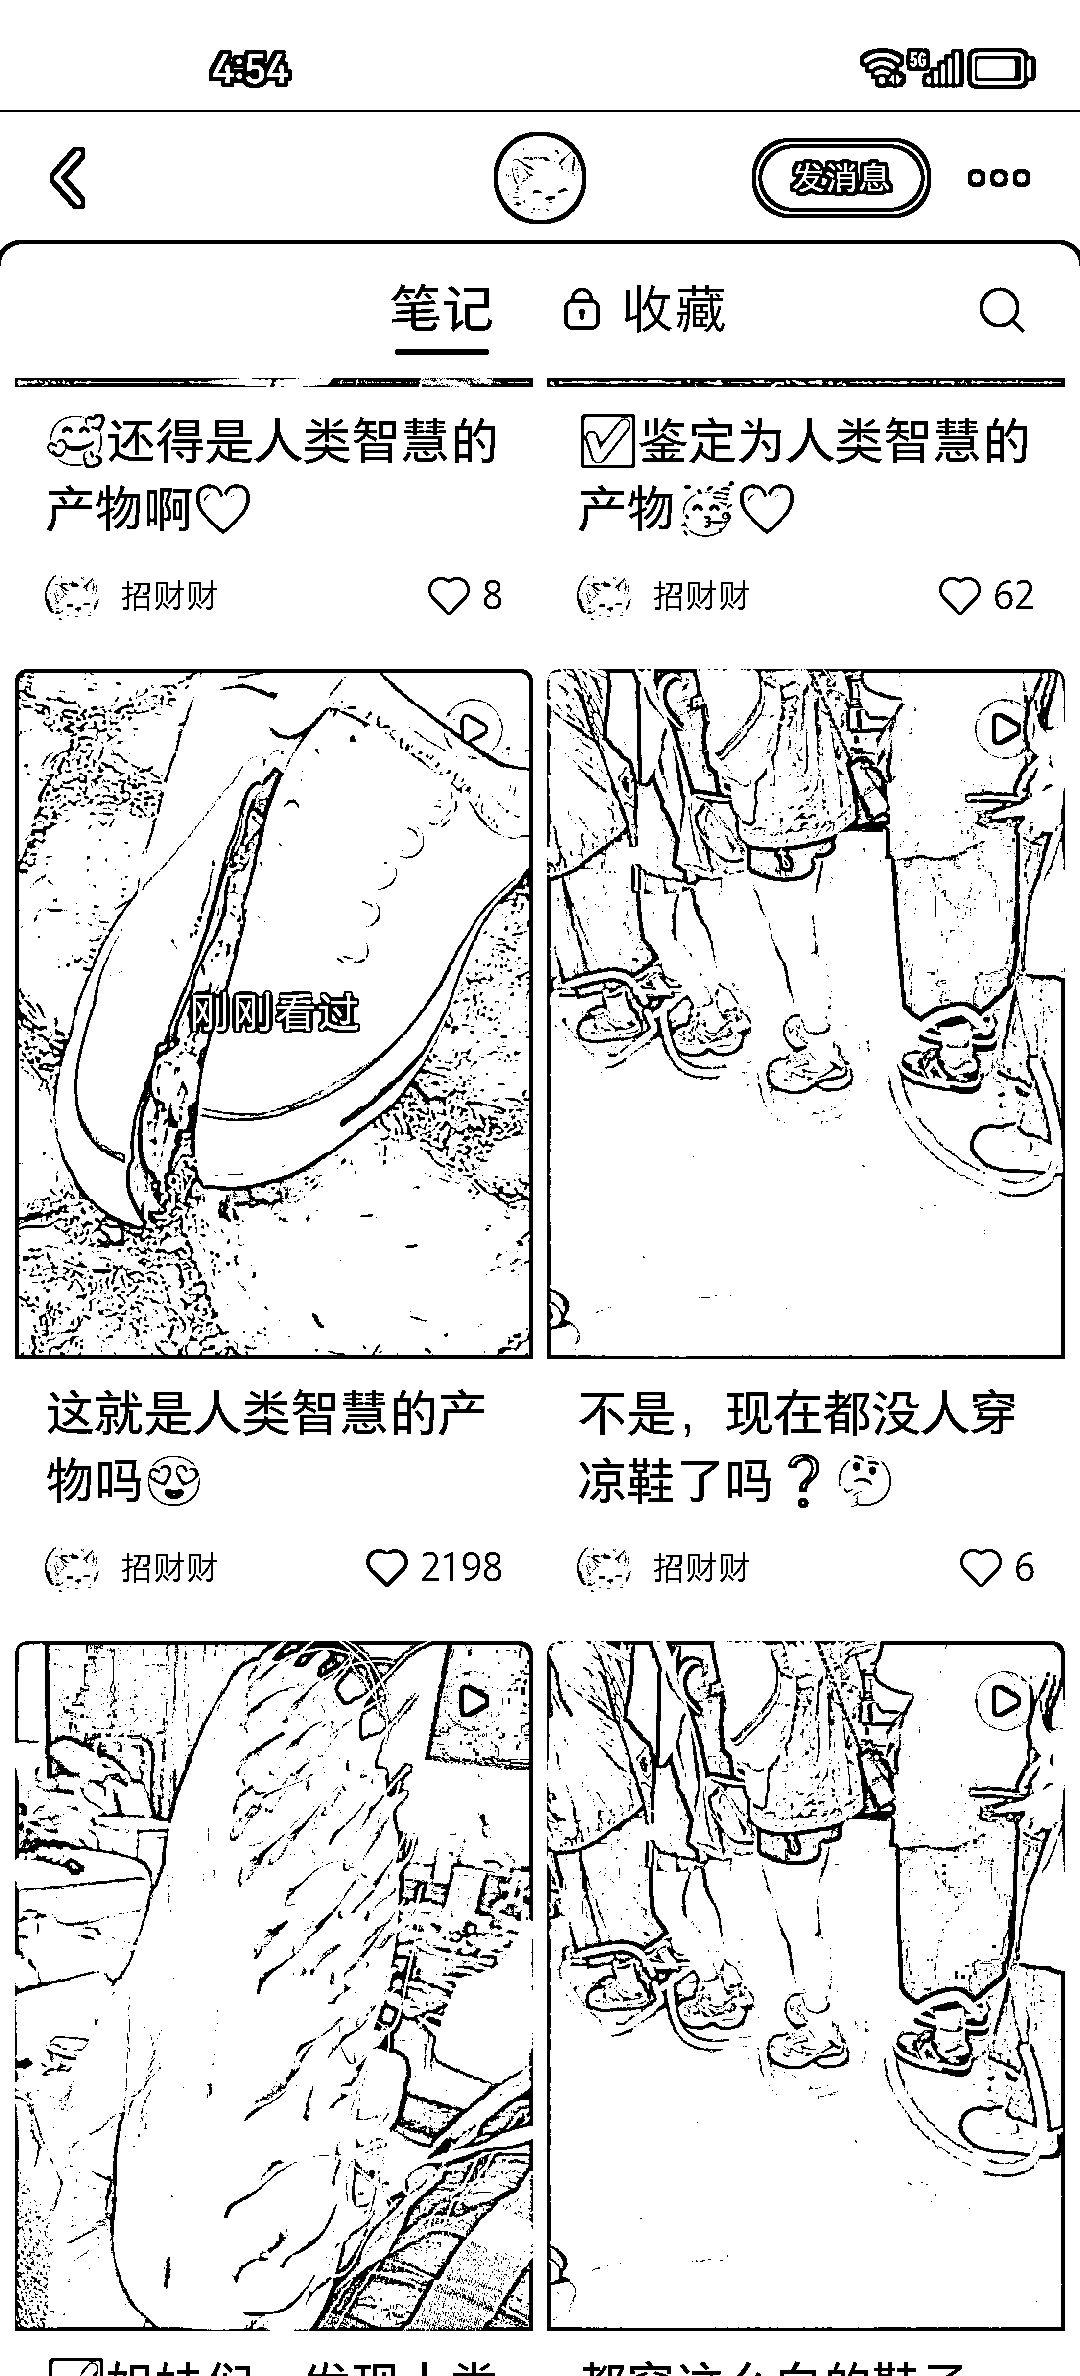 4:54
5G
发消息
笔记
收藏
🥰还得是人类智慧的
产物啊♡
招财财
8
☑鉴定为人类智慧的
产物🥳♡
招财财
62
刚刚看过
这就是人类智慧的产
物吗😍
招财财
2198
不是，现在都没人穿
凉鞋了吗❓🤔
招财财
6